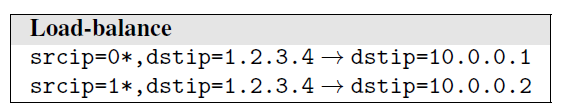 Load-balance
srcip=0*,dstip=1.2.3.4 → dstip=10.0.0.1
srcip=1*,dstip=1.2.3.4 → dstip=10.0.0.2